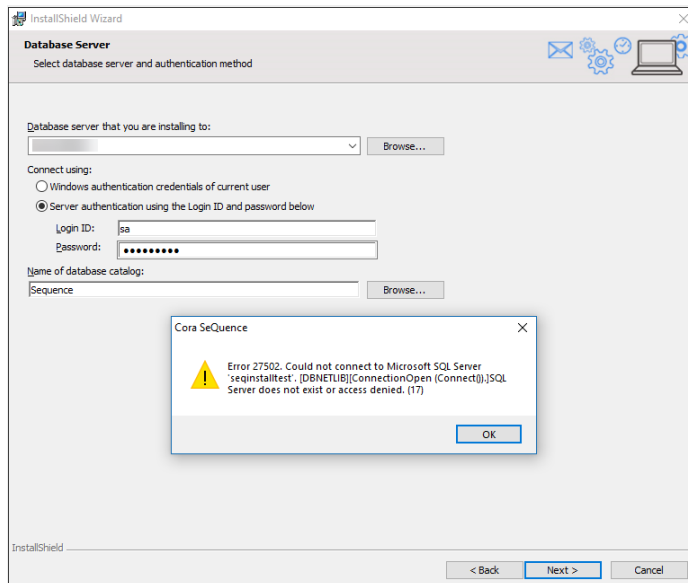 InstallShield Wizard
Database Server
Select database server and authentication method
Database server that you are installing to:
Browse...
Connect using:
Windows authentication credentials of current user
Server authentication using the Login ID and password below
Login ID: sa
Password: •••••••••
Name of database catalog:
Sequence Browse...
Cora SeQuence
Error 27502. Could not connect to Microsoft SQL Server
'seqinstalltest'. [DBNETLIB][ConnectionOpen (Connect()).]SQL
Server does not exist or access denied. (17)
OK
InstallShield
< Back Next > Cancel